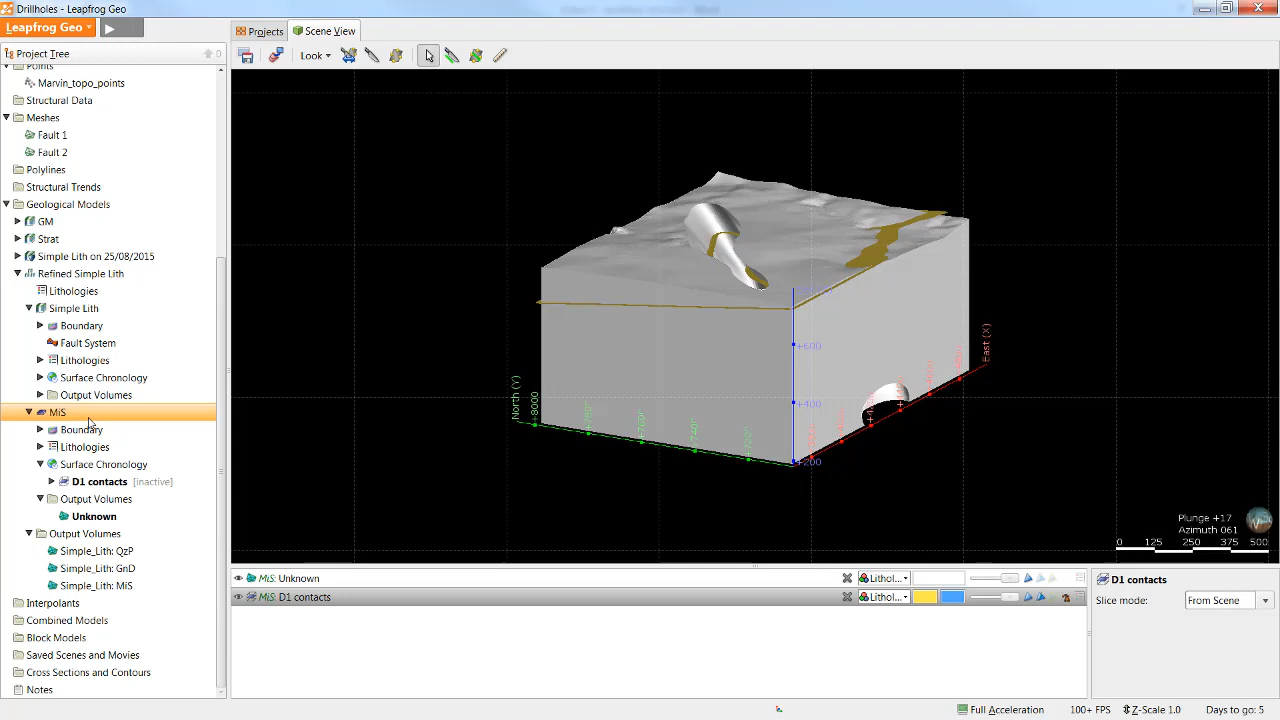 Drillholes - Leapfrog Geo
Leapfrog Geo
Projects
Scene View
Project Tree
0
Look
Points
Marvin_topo_points
Structural Data
Meshes
Fault 1
Fault 2
Polylines
Structural Trends
Geological Models
GM
Strat
Simple Lith on 25/08/2015
Refined Simple Lith
Lithologies
Simple Lith
Boundary
Fault System
Lithologies
Surface Chronology
Output Volumes
MiS
Boundary
Lithologies
Surface Chronology
D1 contacts [inactive]
Output Volumes
Unknown
Output Volumes
Simple_Lith: QzP
Simple_Lith: GnD
Simple_Lith: MiS
Interpolants
Combined Models
Block Models
Saved Scenes and Movies
Cross Sections and Contours
Notes
+600
+400
+200
North (Y)
+8000
East (X)
Plunge +17
Azimuth 061
0 125 250 375 500
MiS: Unknown
Lithol...
MiS: D1 contacts
Lithol...
D1 contacts
Slice mode: From Scene
Full Acceleration 100+ FPS Z-Scale 1.0 Days to go: 5